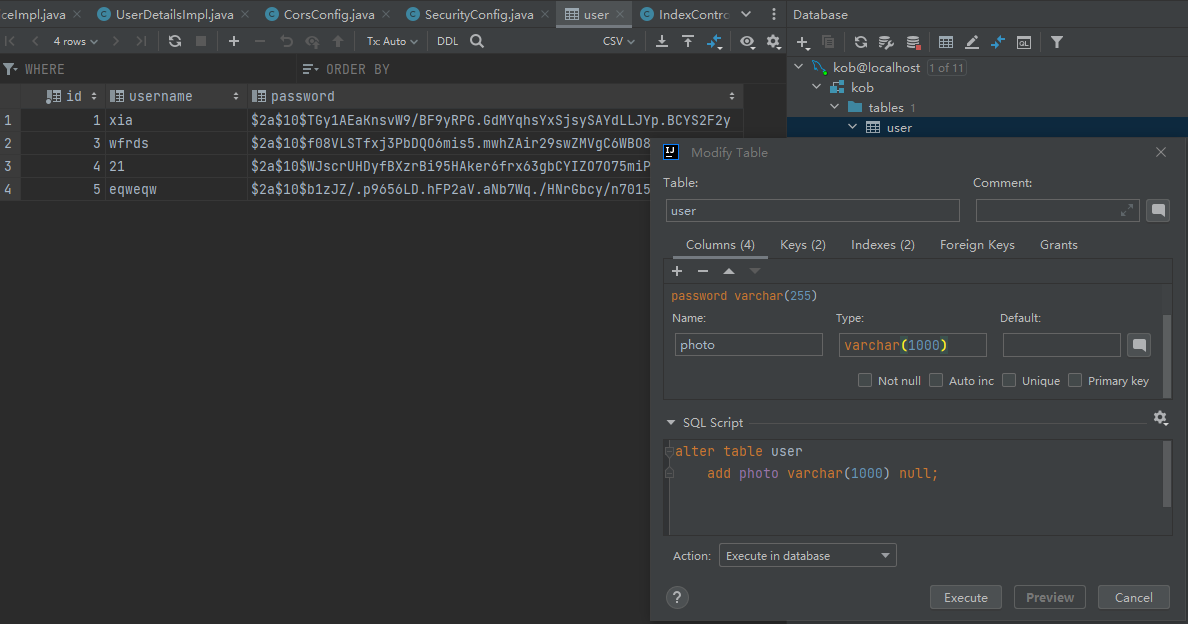 ceImpl.java UserDetailsImpl.java CorsConfig.java SecurityConfig.java user IndexContro Database
4 rows Tx: Auto DDL CSV
WHERE ORDER BY
kob@localhost 1 of 11
kob
tables 1
user
id username password
1 1 xia $2a$10$TGy1AEaKnsvW9/BF9yRPG.GdMYqhsYxSjsySAYdLLJYp.BCYS2F2y
2 3 wfrds $2a$10$f08VLSTfxj3PbDQO6mis5.mwhZAir29swZMVgC6WBO8
3 4 21 $2a$10$WJscrUHDyfBXzrBi95HAker6frx63gbCYIZO7O75miP
4 5 eqweqw $2a$10$b1zJZ/.p9656LD.hFP2aV.aNb7Wq./HNrGbcy/n7015
Modify Table
Table: Comment:
user
Columns (4) Keys (2) Indexes (2) Foreign Keys Grants
password varchar(255)
Name: Type: Default:
photo varchar(1000)
Not null Auto inc Unique Primary key
SQL Script
alter table user
add photo varchar(1000) null;
Action: Execute in database
? Execute Preview Cancel